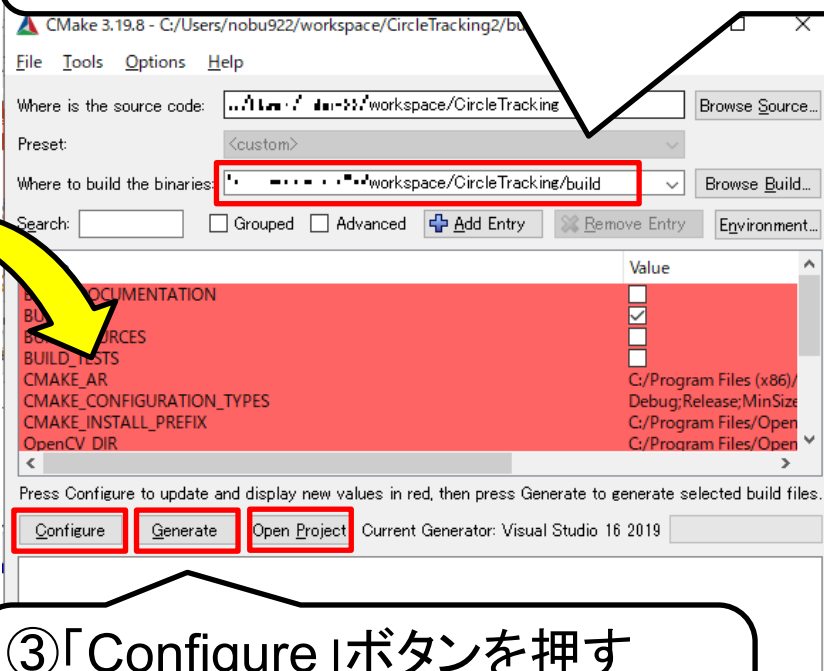 CMake 3.19.8 - C:/Users/nobu922/workspace/CircleTracking2/bu
File Tools Options Help
Where is the source code: /workspace/CircleTracking Browse Source...
Preset: <custom>
Where to build the binaries: workspace/CircleTracking/build Browse Build...
Search: Grouped Advanced Add Entry Remove Entry Environment...
Value
OCUMENTATION
BU
BU URCES
BUILD_TESTS
CMAKE_AR C:/Program Files (x86)/
CMAKE_CONFIGURATION_TYPES Debug;Release;MinSize
CMAKE_INSTALL_PREFIX C:/Program Files/Open
OpenCV_DIR C:/Program Files/Open
Press Configure to update and display new values in red, then press Generate to generate selected build files.
Configure Generate Open Project Current Generator: Visual Studio 16 2019
③「Configure」ボタンを押す